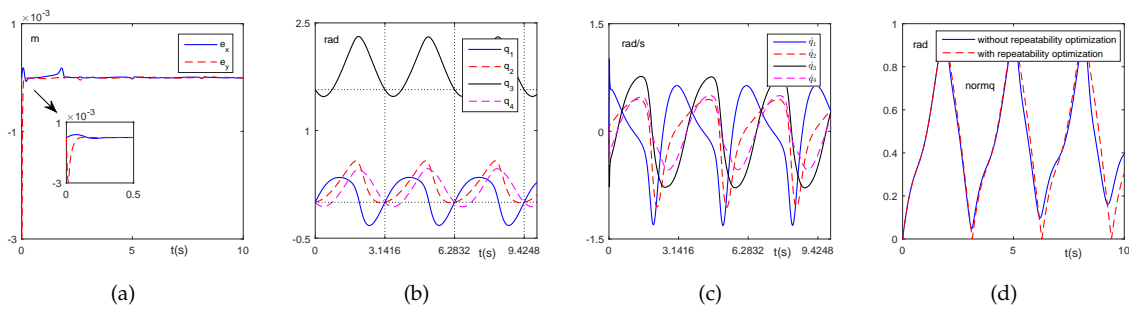 1 ×10⁻³
m
e_x
e_y
-1
-3
1 ×10⁻³
-3
0 0.5
0 5 10
t(s)
(a)
2.5
rad
q₁
q₂
q₃
q₄
1
-0.5
0 3.1416 6.2832 9.4248
t(s)
(b)
1.5
rad/s
q̇₁
q̇₂
q̇₃
q̇₄
0
-1.5
0 3.1416 6.2832 9.4248
t(s)
(c)
1
rad
without repeatability optimization
with repeatability optimization
normq
0.8
0.6
0.4
0.2
0
0 5 10
t(s)
(d)